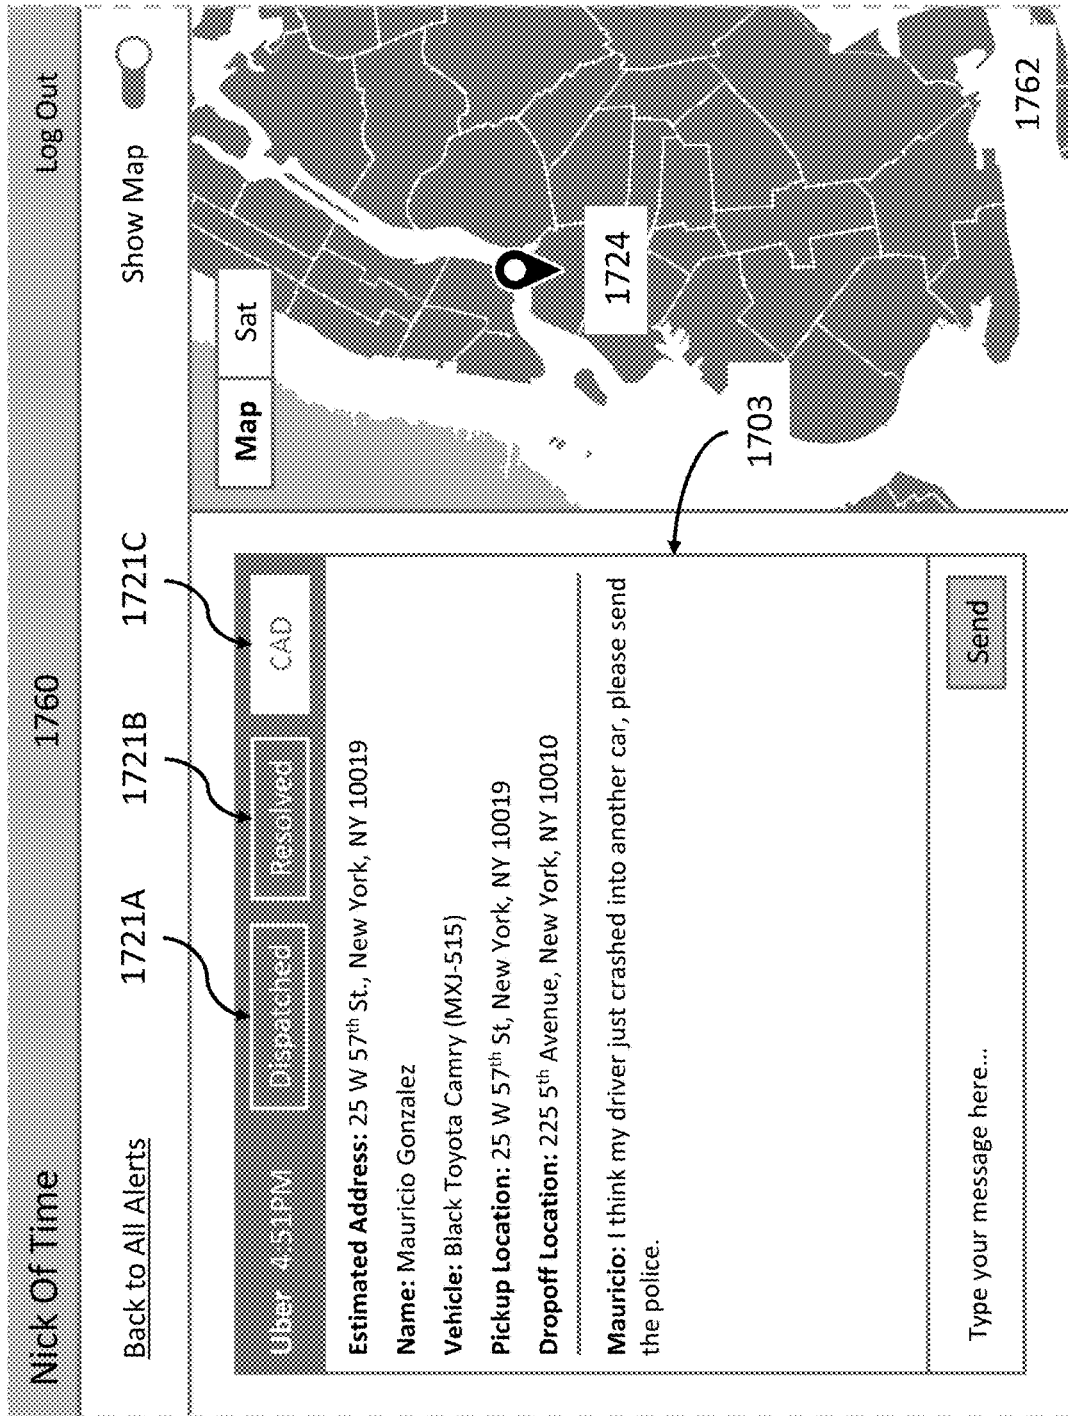 Nick Of Time 1760 Log Out
Back to All Alerts 1721A 1721B 1721C Show Map
Uber 4:51PM Dispatched Resolved CAD
Estimated Address: 25 W 57th St., New York, NY 10019
Name: Mauricio Gonzalez
Vehicle: Black Toyota Camry (MXJ-515)
Pickup Location: 25 W 57th St, New York, NY 10019
Dropoff Location: 225 5th Avenue, New York, NY 10010
Mauricio: I think my driver just crashed into another car, please send
the police.
Type your message here... Send
Map Sat
1724
1703
1762